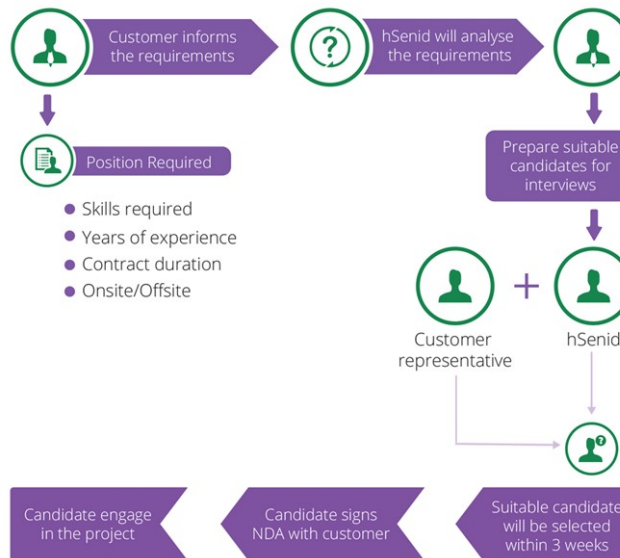 Customer informs
the requirements
?
hSenid will analyse
the requirements
Position Required
Skills required
Years of experience
Contract duration
Onsite/Offsite
Prepare suitable
candidates for
interviews
+
Customer
representative
hSenid
?
Suitable candidate
will be selected
within 3 weeks
Candidate signs
NDA with customer
Candidate engage
in the project